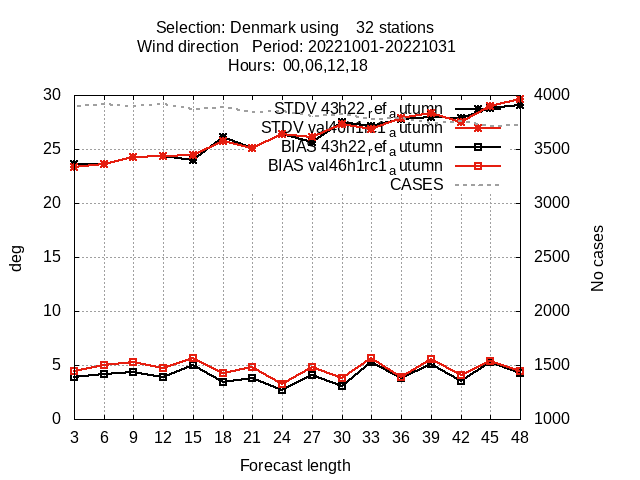 Selection: Denmark using 32 stations
Wind direction Period: 20221001-20221031
Hours: 00,06,12,18
30
25
20
15
10
5
0
deg
STDV 43h22_ref_autumn
STDV val46h1rc1_autumn
BIAS 43h22_ref_autumn
BIAS val46h1rc1_autumn
CASES
4000
3500
3000
2500
2000
1500
1000
No cases
3 6 9 12 15 18 21 24 27 30 33 36 39 42 45 48
Forecast length